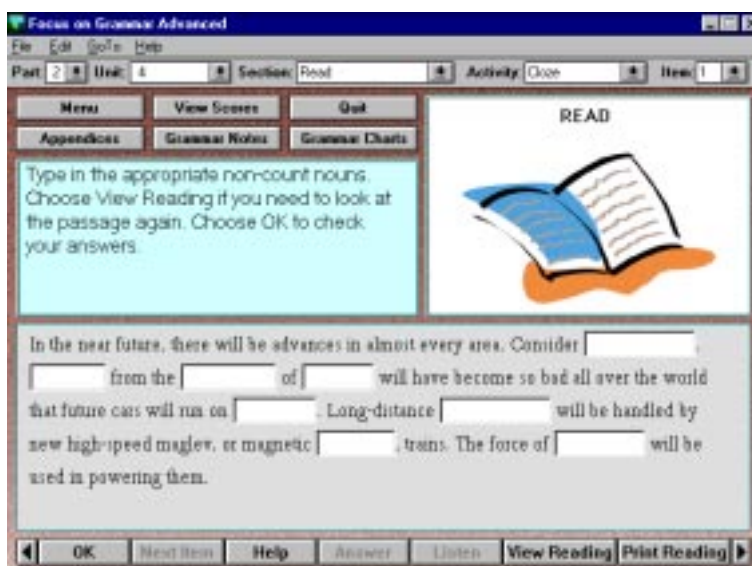 Focus on Grammar Advanced
File Edit GoTo Help
Part: 2 Unit: 4 Section: Read Activity: Cloze Item: 1
Menu View Scores Quit
Appendices Grammar Notes Grammar Charts
READ
Type in the appropriate non-count nouns.
Choose View Reading if you need to look at
the passage again. Choose OK to check
your answers.
In the near future, there will be advances in almost every area. Consider .
from the of will have become so bad all over the world
that future cars will run on . Long-distance will be handled by
new high-speed maglev, or magnetic , trains. The force of will be
used in powering them.
OK Next Item Help Answer Listen View Reading Print Reading